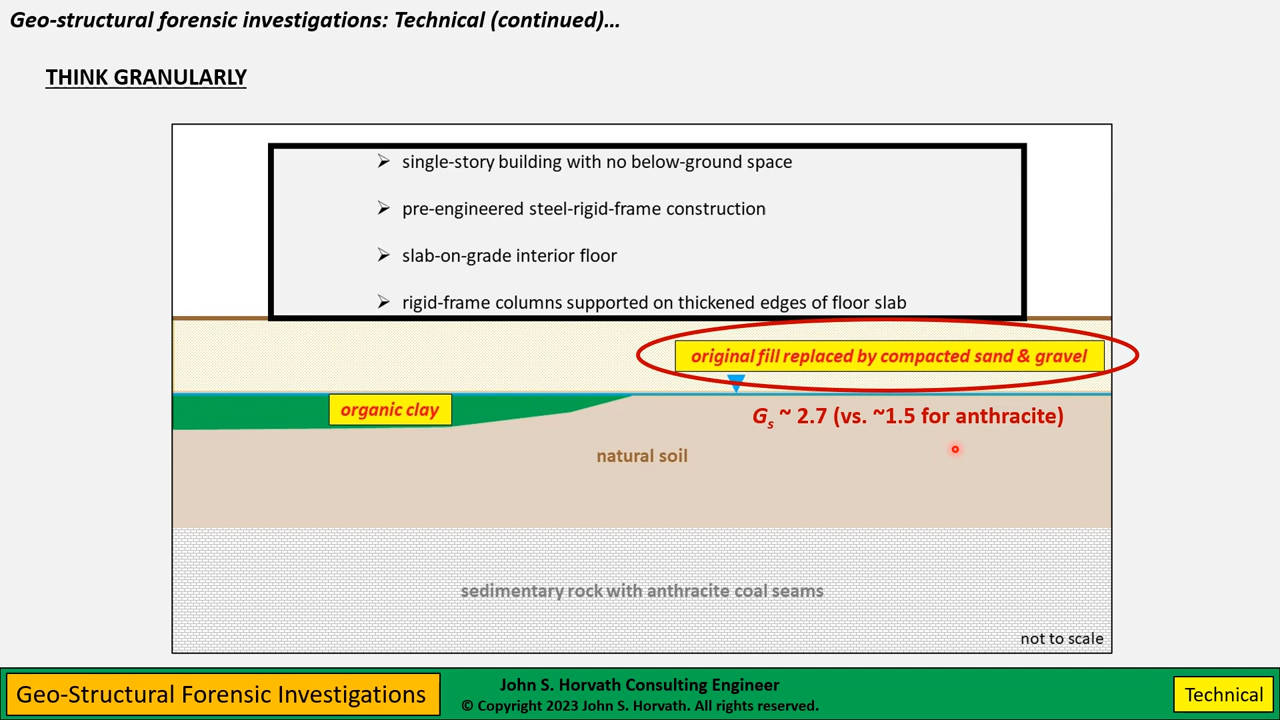 Geo-structural forensic investigations: Technical (continued)…
THINK GRANULARLY
➢ single-story building with no below-ground space
➢ pre-engineered steel-rigid-frame construction
➢ slab-on-grade interior floor
➢ rigid-frame columns supported on thickened edges of floor slab
original fill replaced by compacted sand & gravel
organic clay
Gs ~ 2.7 (vs. ~1.5 for anthracite)
natural soil
sedimentary rock with anthracite coal seams
not to scale
Geo-Structural Forensic Investigations
John S. Horvath Consulting Engineer
© Copyright 2023 John S. Horvath. All rights reserved.
Technical